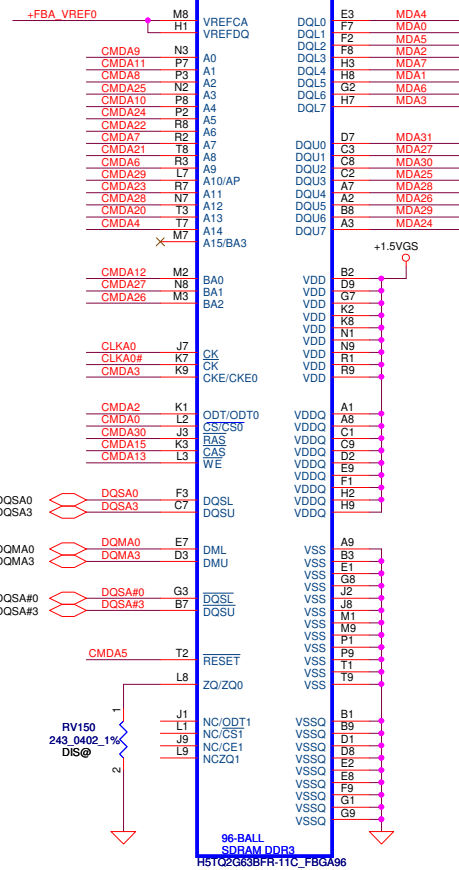 +FBA_VREF0 M8 VREFCA DQL0 E3 MDA4
H1 VREFDQ DQL1 F7 MDA0
DQL2 F2 MDA5
CMDA9 N3 A0 DQL3 F8 MDA2
CMDA11 P7 A1 DQL4 H3 MDA7
CMDA8 P3 A2 DQL5 H8 MDA1
CMDA25 N2 A3 DQL6 G2 MDA6
CMDA10 P8 A4 DQL7 H7 MDA3
CMDA24 P2 A5
CMDA22 R8 A6
CMDA7 R2 A7 DQU0 D7 MDA31
CMDA21 T8 A8 DQU1 C3 MDA27
CMDA6 R3 A9 DQU2 C8 MDA30
CMDA29 L7 A10/AP DQU3 C2 MDA25
CMDA23 R7 A11 DQU4 A7 MDA28
CMDA28 N7 A12 DQU5 A2 MDA26
CMDA20 T3 A13 DQU6 B8 MDA29
CMDA4 T7 A14 DQU7 A3 MDA24
M7 A15/BA3
+1.5VGS
CMDA12 M2 BA0 VDD B2
CMDA27 N8 BA1 VDD D9
CMDA26 M3 BA2 VDD G7
VDD K2
VDD K8
VDD N1
CLKA0 J7 CK VDD N9
CLKA0# K7 CK VDD R1
CMDA3 K9 CKE/CKE0 VDD R9
CMDA2 K1 ODT/ODT0 VDDQ A1
CMDA0 L2 CS/CS0 VDDQ A8
CMDA30 J3 RAS VDDQ C1
CMDA15 K3 CAS VDDQ C9
CMDA13 L3 WE VDDQ D2
VDDQ E9
VDDQ F1
DQSA0 DQSA0 F3 DQSL VDDQ H2
DQSA3 DQSA3 C7 DQSU VDDQ H9
DQMA0 DQMA0 E7 DML VSS A9
DQMA3 DQMA3 D3 DMU VSS B3
VSS E1
VSS G8
DQSA#0 DQSA#0 G3 DQSL VSS J2
DQSA#3 DQSA#3 B7 DQSU VSS J8
VSS M1
VSS M9
VSS P1
CMDA5 T2 RESET VSS P9
VSS T1
L8 ZQ/ZQ0 VSS T9
1
J1 NC/ODT1 VSSQ B1
RV150 L1 NC/CS1 VSSQ B9
243_0402_1% J9 NC/CE1 VSSQ D1
DIS@ L9 NCZQ1 VSSQ D8
2 VSSQ E2
VSSQ E8
VSSQ F9
VSSQ G1
VSSQ G9
96-BALL
SDRAM DDR3
H5TQ2G63BFR-11C_FBGA96